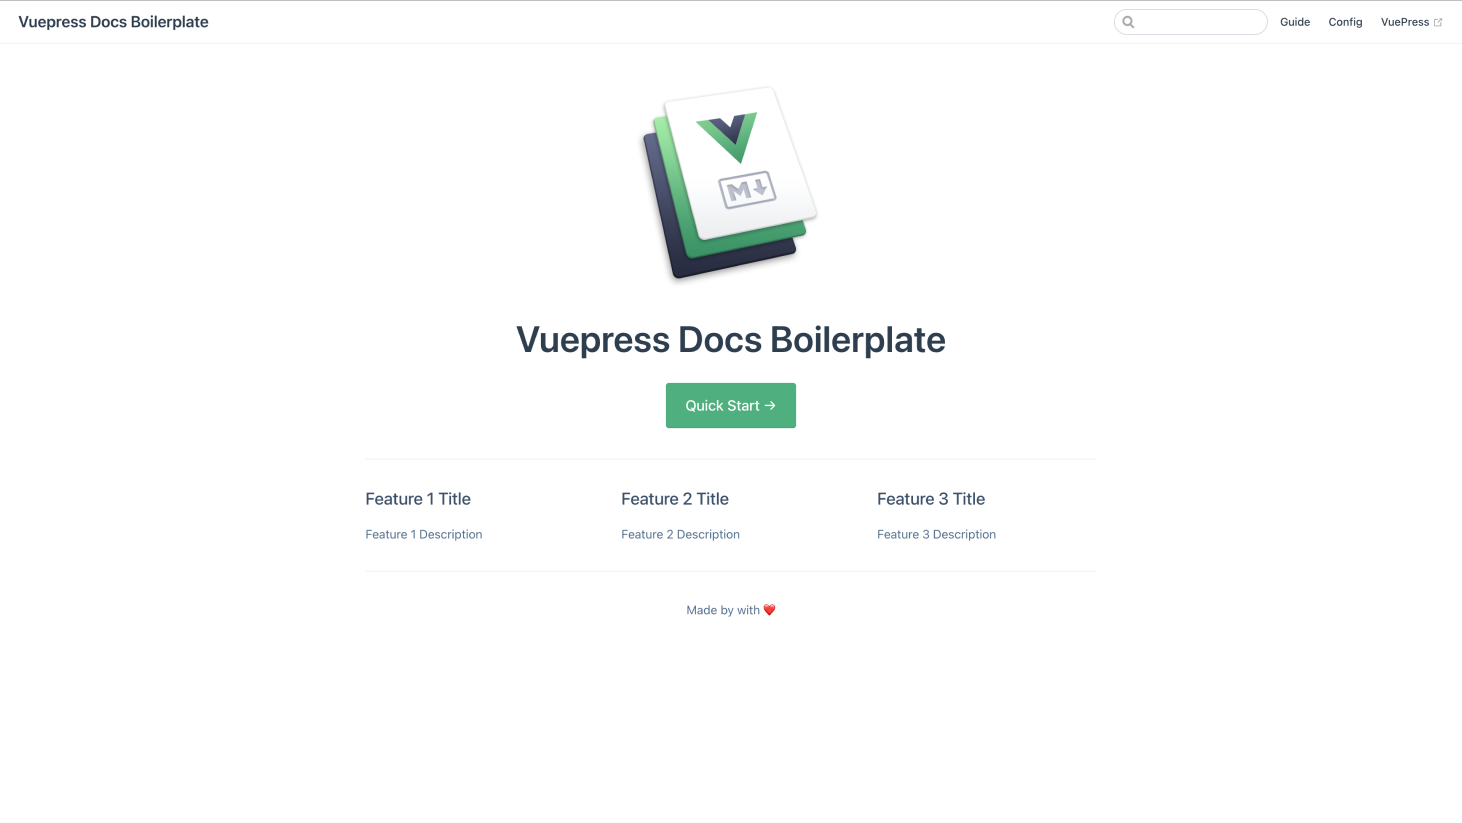 Vuepress Docs Boilerplate
Guide Config VuePress
M
Vuepress Docs Boilerplate
Quick Start →
Feature 1 Title Feature 2 Title Feature 3 Title
Feature 1 Description Feature 2 Description Feature 3 Description
Made by with ❤️